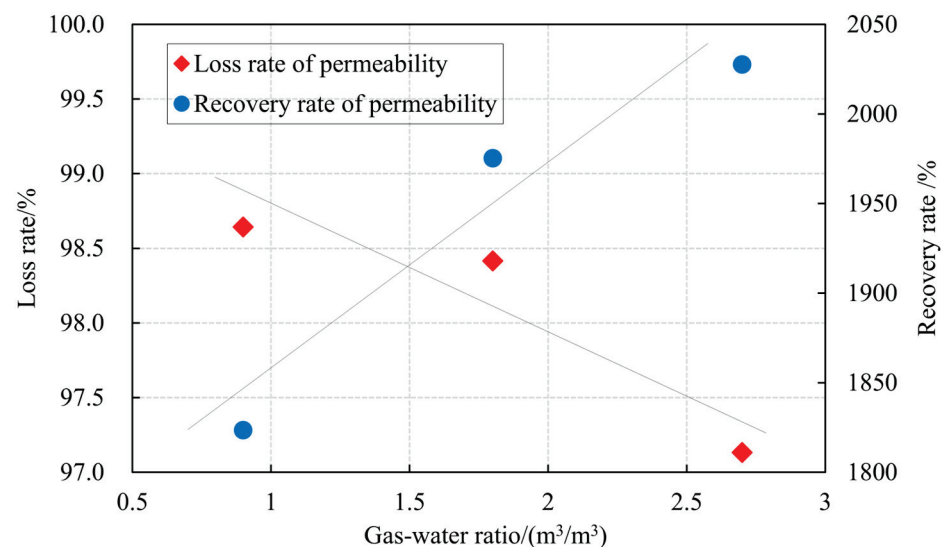 Loss rate of permeability
Recovery rate of permeability
Loss rate/%
100.0
99.5
99.0
98.5
98.0
97.5
97.0
2050
2000
1950
1900
1850
1800
Recovery rate /%
0.5 1 1.5 2 2.5 3
Gas-water ratio/(m³/m³)